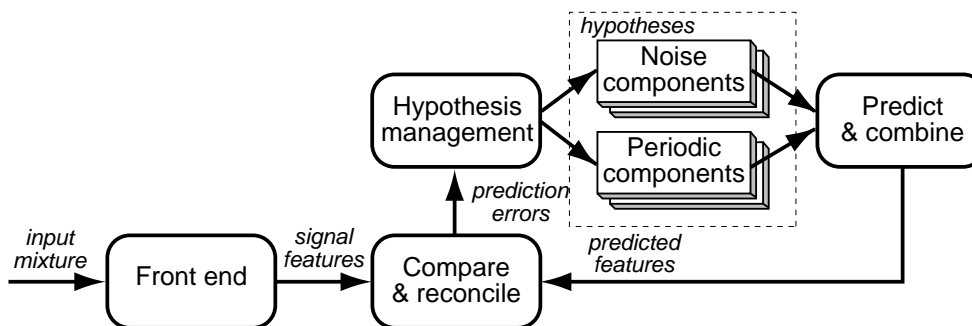 hypotheses
Noise
components
Periodic
components
Hypothesis
management
Predict
& combine
prediction
errors
input
mixture
Front end
signal
features
Compare
& reconcile
predicted
features